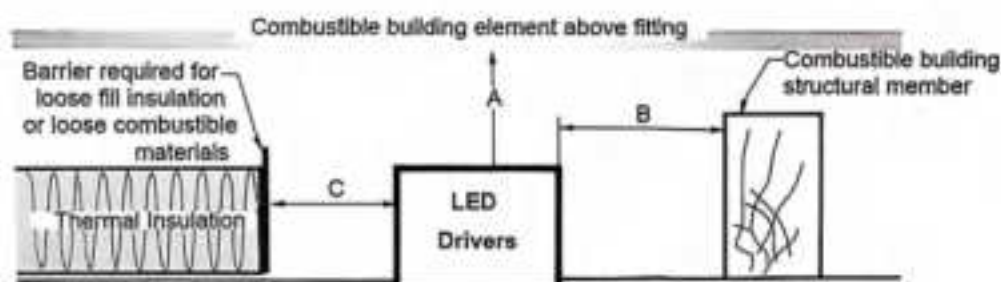 Combustible building element above fitting
Barrier required for
loose fill insulation
or loose combustible
materials
Combustible building
structural member
A
B
C
Thermal Insulation
LED
Drivers